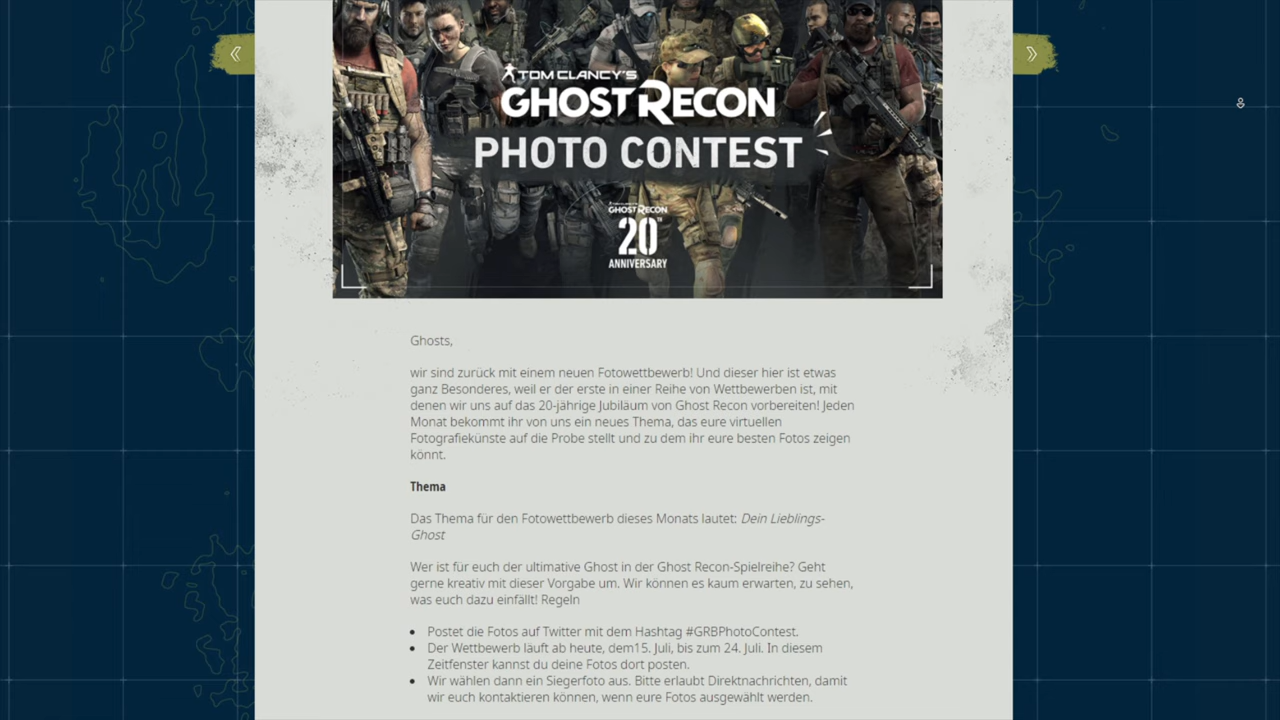 TOM CLANCY'S
GHOST RECON
PHOTO CONTEST
GHOST RECON
20TH
ANNIVERSARY
Ghosts,
wir sind zurück mit einem neuen Fotowettbewerb! Und dieser hier ist etwas
ganz Besonderes, weil er der erste in einer Reihe von Wettbewerben ist, mit
denen wir uns auf das 20-jährige Jubiläum von Ghost Recon vorbereiten! Jeden
Monat bekommt ihr von uns ein neues Thema, das eure virtuellen
Fotografiekünste auf die Probe stellt und zu dem ihr eure besten Fotos zeigen
könnt.
Thema
Das Thema für den Fotowettbewerb dieses Monats lautet: Dein Lieblings-
Ghost
Wer ist für euch der ultimative Ghost in der Ghost Recon-Spielreihe? Geht
gerne kreativ mit dieser Vorgabe um. Wir können es kaum erwarten, zu sehen,
was euch dazu einfällt! Regeln
Postet die Fotos auf Twitter mit dem Hashtag #GRBPhotoContest.
Der Wettbewerb läuft ab heute, dem15. Juli, bis zum 24. Juli. In diesem
Zeitfenster kannst du deine Fotos dort posten.
Wir wählen dann ein Siegerfoto aus. Bitte erlaubt Direktnachrichten, damit
wir euch kontaktieren können, wenn eure Fotos ausgewählt werden.